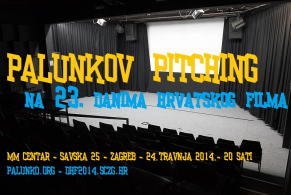 PALUNKOV PITCHING
NA 23. DANIMA HRVATSKOG FILMA
MM CENTAR - SAVSKA 25 - ZAGREB - 24. TRAVNJA 2014.- 20 SATI
PALUNKO.ORG - DHF2014.SCZG.HR